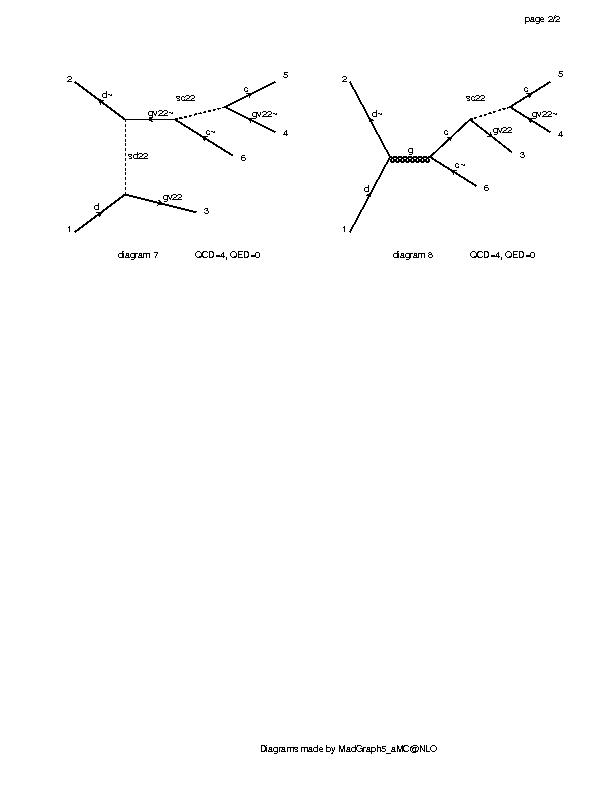 page 2/2
2
d~
gv22~
sc22
c
5
gv22~
4
c~
6
sd22
d
1
gv22
3
diagram 7 QCD=4, QED=0
2
d~
g
d
1
c
sc22
c
5
gv22~
4
gv22
3
c~
6
diagram 8 QCD=4, QED=0
Diagrams made by MadGraph5_aMC@NLO